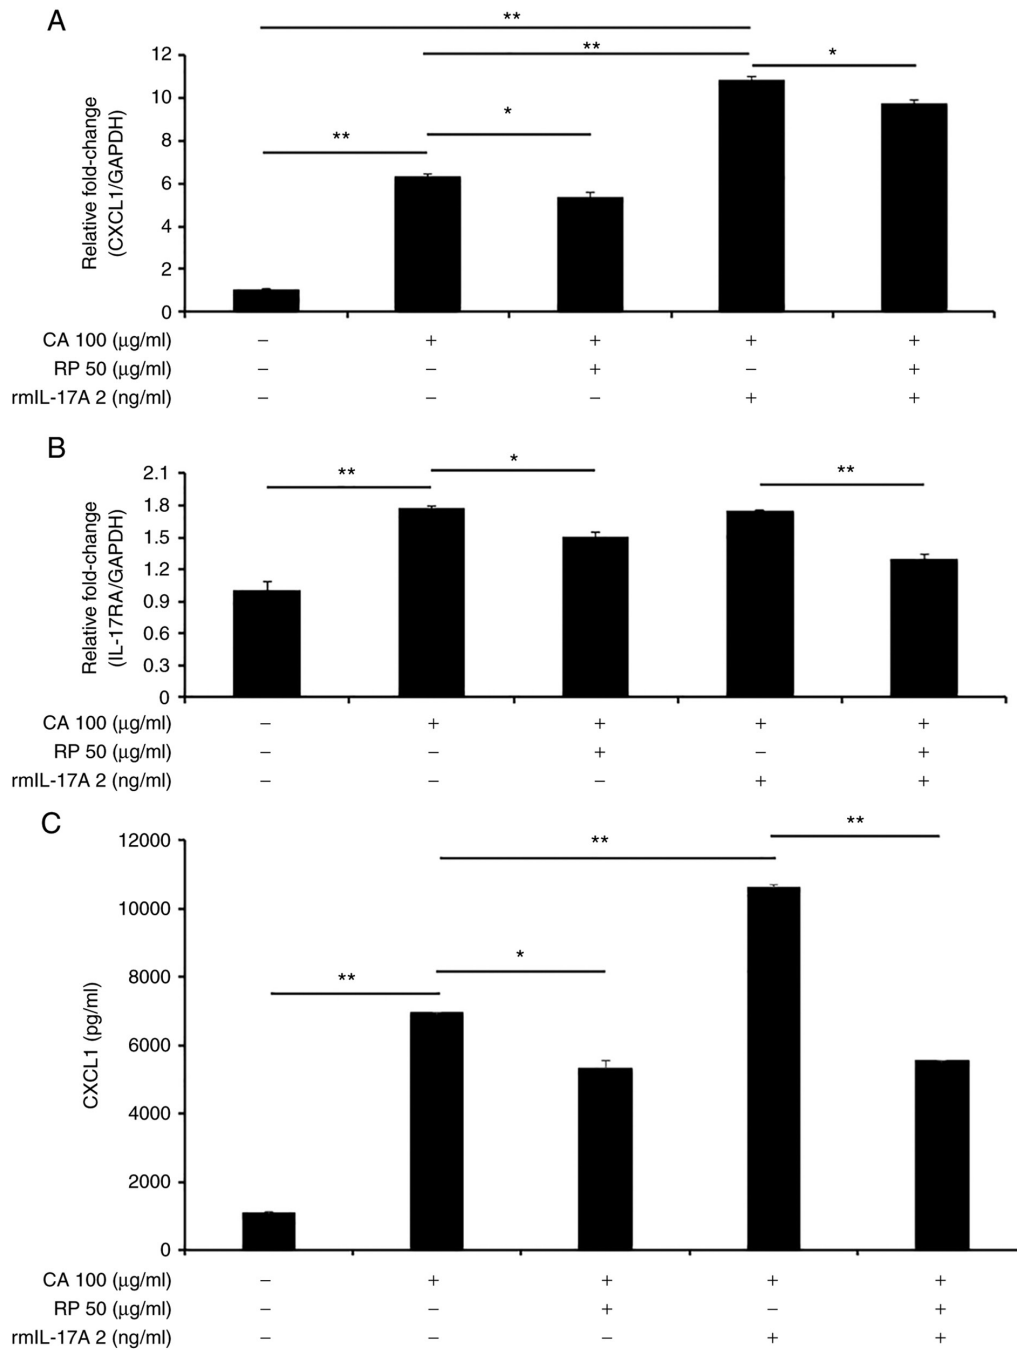 A
**
**
*
**
*
12
10
8
6
4
2
0
Relative fold-change
(CXCL1/GAPDH)
CA 100 (μg/ml) – + + + +
RP 50 (μg/ml) – – + – +
rmIL-17A 2 (ng/ml) – – – + +
B
**
*
**
2.1
1.8
1.5
1.2
0.9
0.6
0.3
0
Relative fold-change
(IL-17RA/GAPDH)
CA 100 (μg/ml) – + + + +
RP 50 (μg/ml) – – + – +
rmIL-17A 2 (ng/ml) – – – + +
C
**
**
*
**
12000
10000
8000
6000
4000
2000
0
CXCL1 (pg/ml)
CA 100 (μg/ml) – + + + +
RP 50 (μg/ml) – – + – +
rmIL-17A 2 (ng/ml) – – – + +